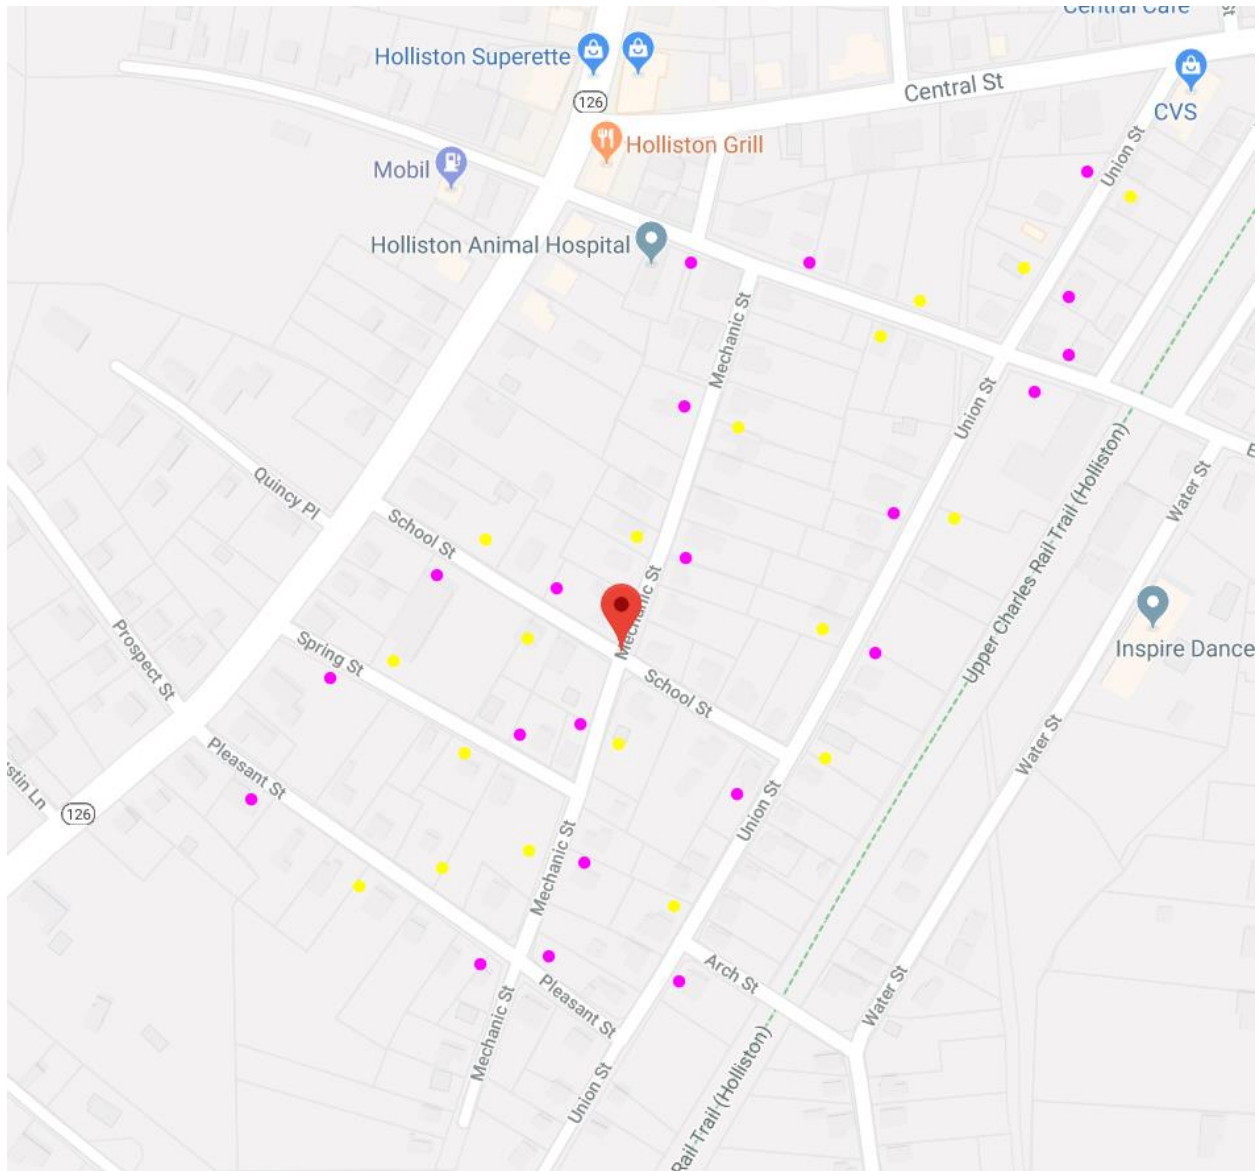 Central Cafe
St
Holliston Superette
126
Central St
CVS
Holliston Grill
Union St
Mobil
Holliston Animal Hospital
Mechanic St
Union St
Upper Charles Rail-Trail (Holliston)
Water St
E
Quincy Pl
School St
Mechanic St
Inspire Dance
Prospect St
Spring St
School St
Water St
Pleasant St
stin Ln
126
Union St
Mechanic St
Arch St
Pleasant St
Water St
Mechanic St
Union St
Rail-Trail (Holliston)